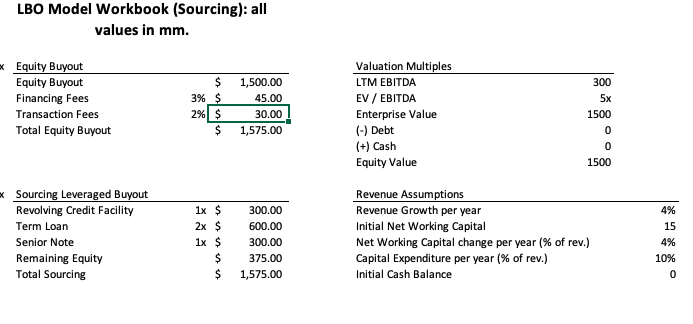 LBO Model Workbook (Sourcing): all
values in mm.
x Equity Buyout
Equity Buyout $ 1,500.00
Financing Fees 3% $ 45.00
Transaction Fees 2% $ 30.00
Total Equity Buyout $ 1,575.00
Valuation Multiples
LTM EBITDA 300
EV / EBITDA 5x
Enterprise Value 1500
(-) Debt 0
(+) Cash 0
Equity Value 1500
x Sourcing Leveraged Buyout
Revolving Credit Facility 1x $ 300.00
Term Loan 2x $ 600.00
Senior Note 1x $ 300.00
Remaining Equity $ 375.00
Total Sourcing $ 1,575.00
Revenue Assumptions
Revenue Growth per year 4%
Initial Net Working Capital 15
Net Working Capital change per year (% of rev.) 4%
Capital Expenditure per year (% of rev.) 10%
Initial Cash Balance 0